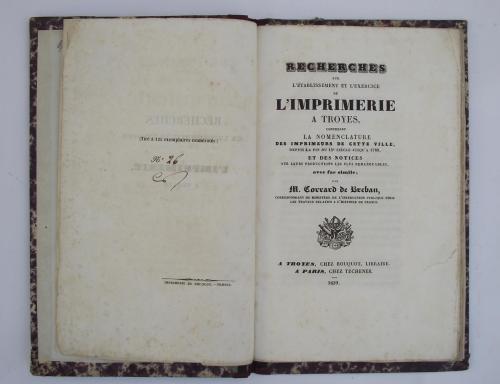 (Tiré à 125 exemplaires numérotés)
N° 26
IMPRIMERIE DE BOUQUOT, —TROYES.
RECHERCHES
SUR
L'ÉTABLISSEMENT ET L'EXERCICE
DE
L'IMPRIMERIE
A TROYES,
CONTENANT
LA NOMENCLATURE
DES IMPRIMEURS DE CETTE VILLE,
DEPUIS LA FIN DU 15e SIÈCLE JUSQU'A 1789,
ET DES NOTICES
SUR LEURS PRODUCTIONS LES PLUS REMARQUABLES,
avec fac simile;
PAR
M. Corrard de Breban,
CORRESPONDANT DU MINISTÈRE DE L'INSTRUCTION PUBLIQUE POUR
LES TRAVAUX RELATIFS A L'HISTOIRE DE FRANCE.
A TROYES, CHEZ BOUQUOT, LIBRAIRE.
A PARIS, CHEZ TECHENER.
1839.